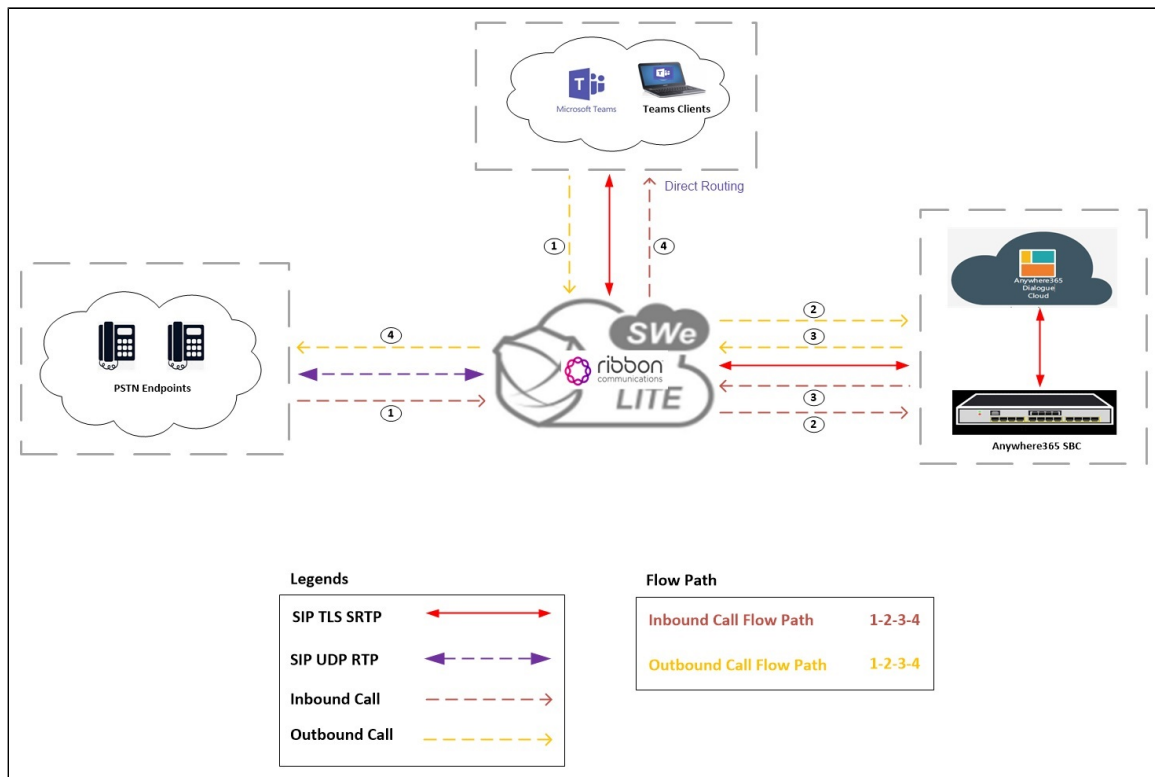 Microsoft Teams
Teams Clients
Direct Routing
1
4
Anywhere365
Dialogue
Cloud
PSTN Endpoints
4
1
SWe
ribbon
communications
LITE
2
3
3
2
Anywhere365 SBC
Legends
SIP TLS SRTP
SIP UDP RTP
Inbound Call
Outbound Call
Flow Path
Inbound Call Flow Path 1-2-3-4
Outbound Call Flow Path 1-2-3-4